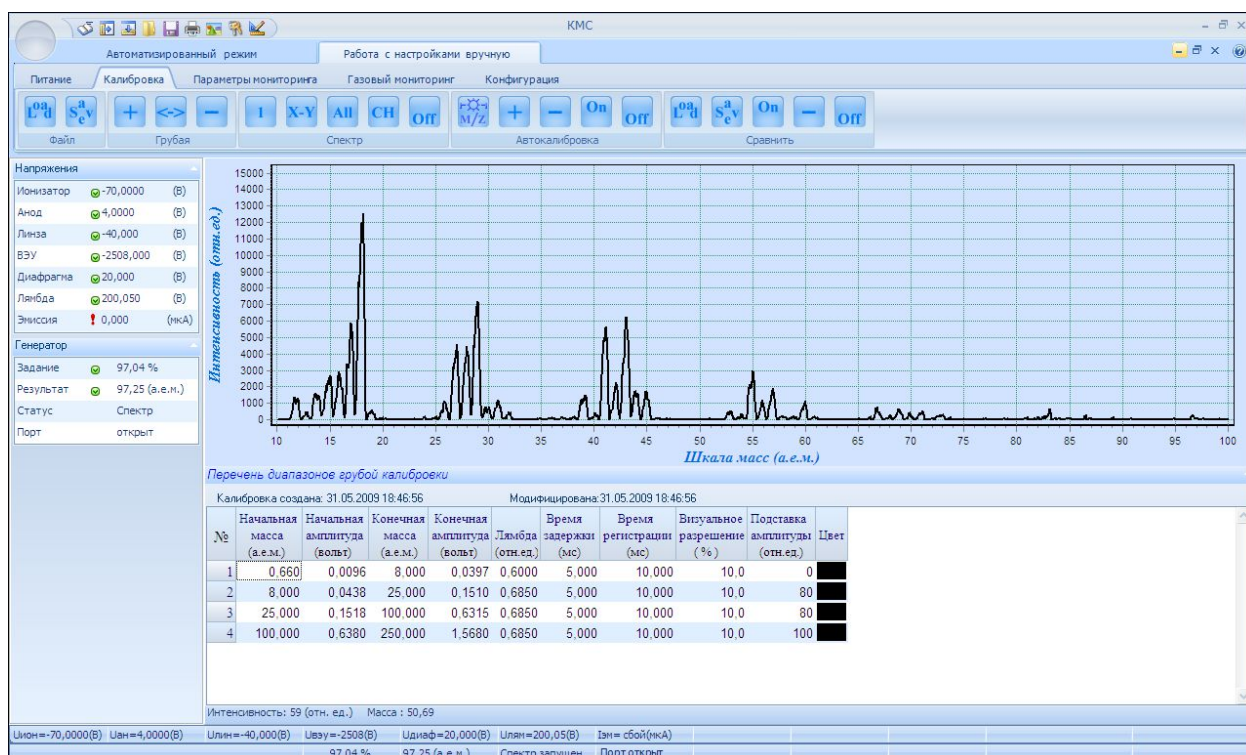 КМС
Автоматизированный режим Работа с настройками вручную
Питание Калибровка Параметры мониторинга Газовый мониторинг Конфигурация
Load Save + <-> − 1 X-Y All CH Off M/Z + − On Off Load Save On − Off
Файл Грубая Спектр Автокалибровка Сравнить
Напряжения
Ионизатор -70,0000 (В)
Анод 4,0000 (В)
Линза -40,000 (В)
ВЭУ -2508,000 (В)
Диафрагма 20,000 (В)
Лямбда 200,050 (В)
Эмиссия 0,000 (мкА)
Генератор
Задание 97,04 %
Результат 97,25 (а.е.м.)
Статус Спектр
Порт открыт
Интенсивность (отн.ед.)
15000
14000
13000
12000
11000
10000
9000
8000
7000
6000
5000
4000
3000
2000
1000
0
10 15 20 25 30 35 40 45 50 55 60 65 70 75 80 85 90 95 100
Шкала масс (а.е.м.)
Перечень диапазонов грубой калибровки
Калибровка создана: 31.05.2009 18:46:56 Модифицирована:31.05.2009 18:46:56
Начальная Начальная Конечная Конечная Время Время Визуальное Подставка
№ масса амплитуда масса амплитуда Лямбда задержки регистрации разрешение амплитуды Цвет
(а.е.м.) (вольт) (а.е.м.) (вольт) (отн.ед.) (мс) (мс) (%) (отн.ед.)
1 0,660 0,0096 8,000 0,0397 0,6000 5,000 10,000 10,0 0
2 8,000 0,0438 25,000 0,1510 0,6850 5,000 10,000 10,0 80
3 25,000 0,1518 100,000 0,6315 0,6850 5,000 10,000 10,0 80
4 100,000 0,6380 250,000 1,5680 0,6850 5,000 10,000 10,0 100
Интенсивность: 59 (отн. ед.) Масса : 50,69
Uион=-70,0000(В) Uан=4,0000(В) Uлин=-40,000(В) Uвэу=-2508(В) Uдиаф=20,000(В) Uлям=200,05(В) Iэм= сбой(мкА)
97,04 % 97,25 (а.е.м.) Спектр запущен Порт открыт